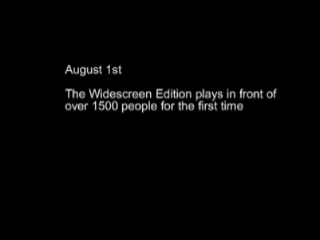 August 1st
The Widescreen Edition plays in front of
over 1500 people for the first time